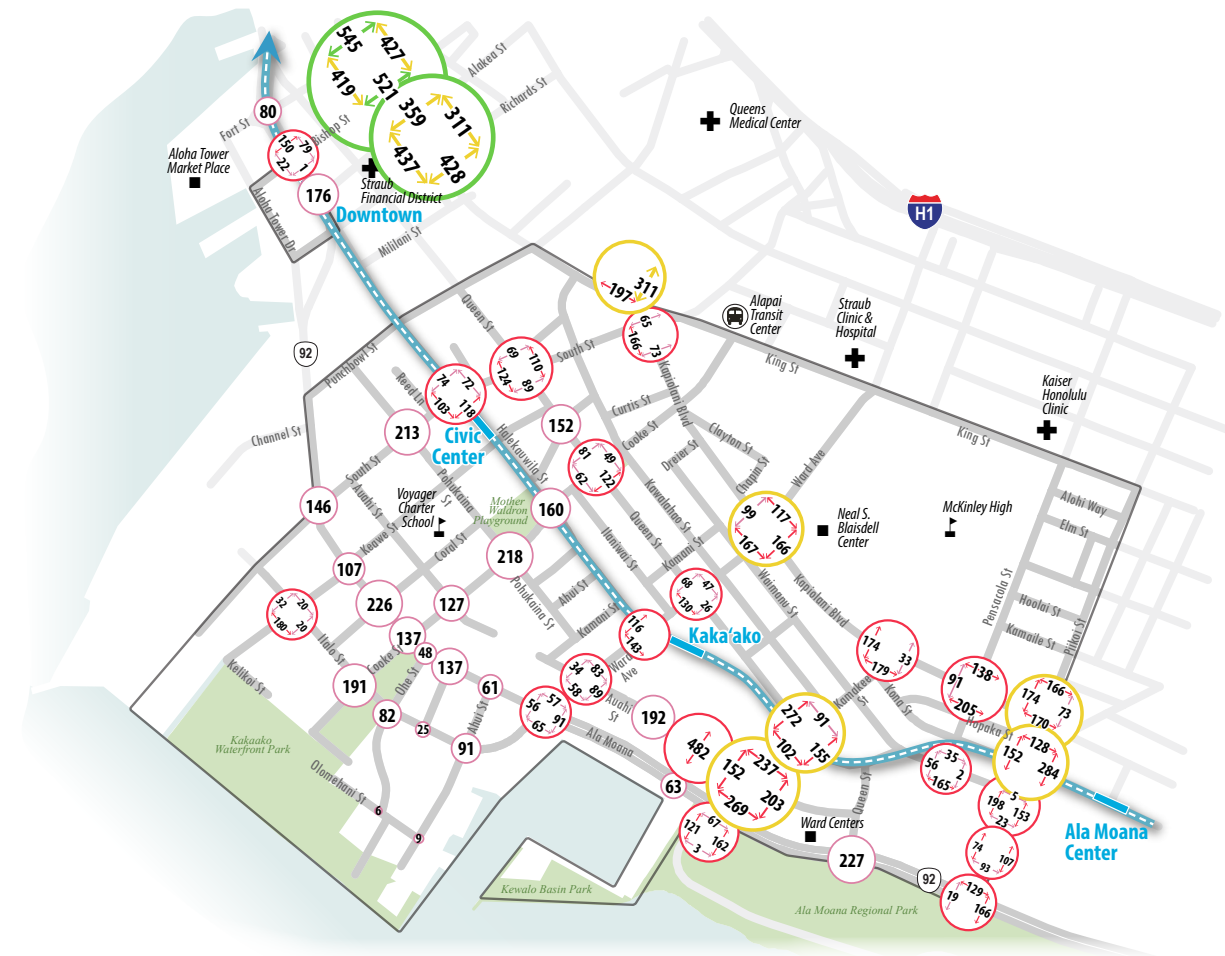 545
427
419
521
359
311
437
428
Alakea St
Richards St
80
Fort St
Bishop St
150
79
22
1
Aloha Tower
Market Place
176
Straub
Financial District
Downtown
Aloha Tower Dr
Mililani St
Queens
Medical Center
H1
311
197
Alapai
Transit
Center
Straub
Clinic &
Hospital
Kaiser
Honolulu
Clinic
92
Queen St
Punchbowl St
65
166
73
South St
King St
King St
69
110
124
89
Reed Ln
74
72
103
118
Kapiolani Blvd
Curtis St
Cooke St
Dreier St
Clayton St
Chapin St
Ward Ave
Channel St
213
Civic
Center
152
Halekauwila St
81
49
62
122
South St
Auahi St
Pohukaina
St
Voyager
Charter
School
Mother
Waldron
Playground
160
Kawaiahao St
Queen St
Ilaniwai St
Kamani St
99
117
167
166
Neal S.
Blaisdell
Center
McKinley High
Alohi Way
Elm St
146
Keawe St
Coral St
218
107
226
127
Pohukaina St
Ahui St
Kamani St
68
47
130
26
Waimanu St
Kapiolani Blvd
Pensacola St
Hoolai St
Kamaile St
Piikoi St
32
20
180
20
Ilalo St
137
Cooke St
48
137
116
143
Kaka‘ako
Ward
Ave
174
33
179
Kelikoi St
191
Ohe St
61
34
83
58
89
Auahi
St
Kamakee
St
Kona St
138
91
205
166
174
73
170
82
25
Ahui St
91
56
57
65
91
192
Ala Moana
482
272
91
102
155
Hopaka St
128
152
284
Kakaako
Waterfront Park
Olomehani St
6
9
63
237
152
203
269
Queen St
35
56
2
165
5
198
153
23
67
121
162
3
Ward Centers
227
92
74
107
93
129
19
166
Ala Moana
Center
Kewalo Basin Park
Ala Moana Regional Park